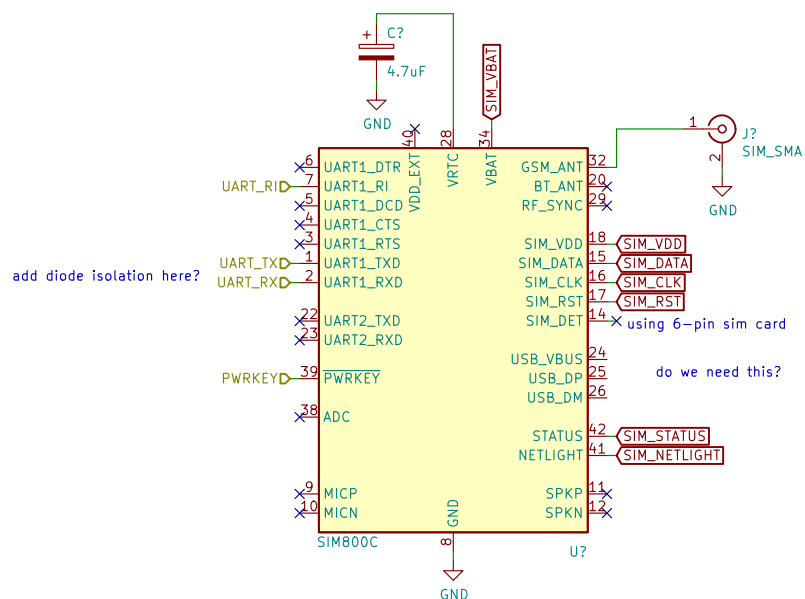 C?
4.7uF
GND
SIM_VBAT
40
28
34
VDD_EXT
VRTC
VBAT
6 UART1_DTR
UART_RI 7 UART1_RI
5 UART1_DCD
4 UART1_CTS
3 UART1_RTS
UART_TX 1 UART1_TXD
add diode isolation here?
UART_RX 2 UART1_RXD
22 UART2_TXD
23 UART2_RXD
PWRKEY 39 PWRKEY
38 ADC
9 MICP
10 MICN
GSM_ANT 32
BT_ANT 20
RF_SYNC 29
1
J?
SIM_SMA
2
GND
SIM_VDD 18 SIM_VDD
SIM_DATA 15 SIM_DATA
SIM_CLK 16 SIM_CLK
SIM_RST 17 SIM_RST
SIM_DET 14 using 6-pin sim card
USB_VBUS 24
USB_DP 25 do we need this?
USB_DM 26
STATUS 42 SIM_STATUS
NETLIGHT 41 SIM_NETLIGHT
SPKP 11
SPKN 12
GND
8
SIM800C
U?
GND